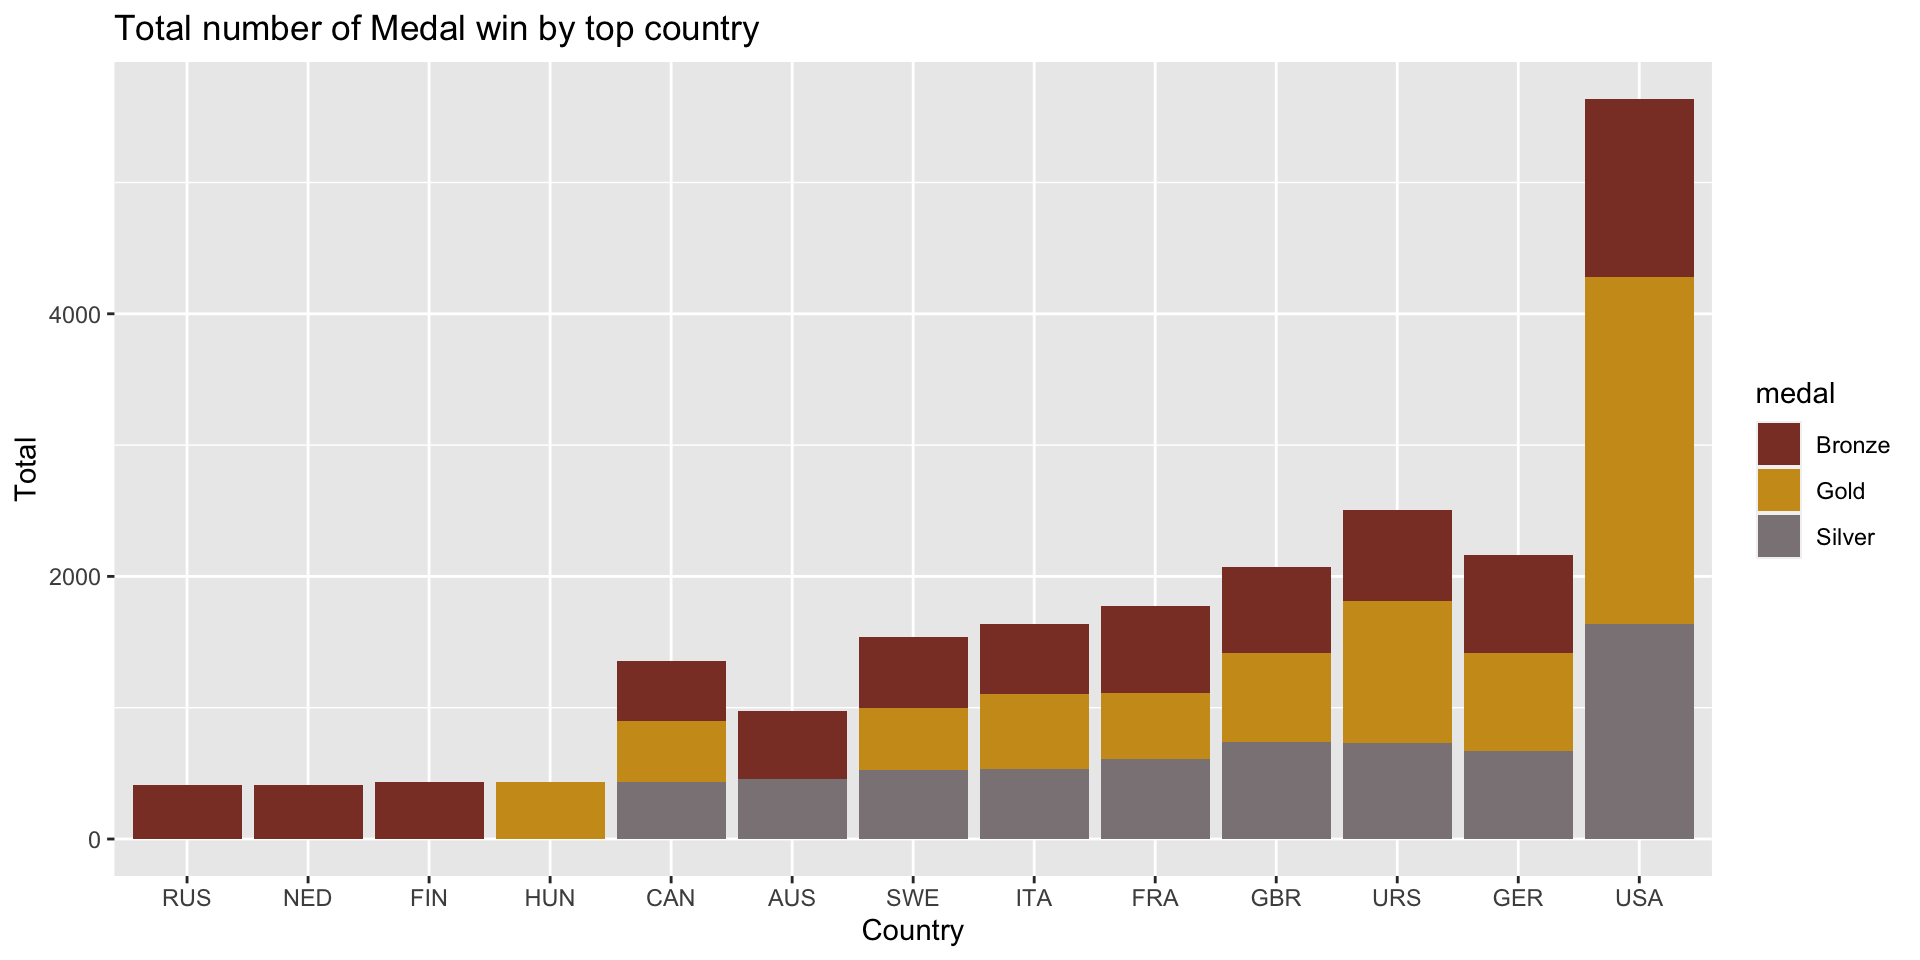 Total number of Medal win by top country
Total
4000
2000
0
RUS NED FIN HUN CAN AUS SWE ITA FRA GBR URS GER USA
Country
medal
Bronze
Gold
Silver